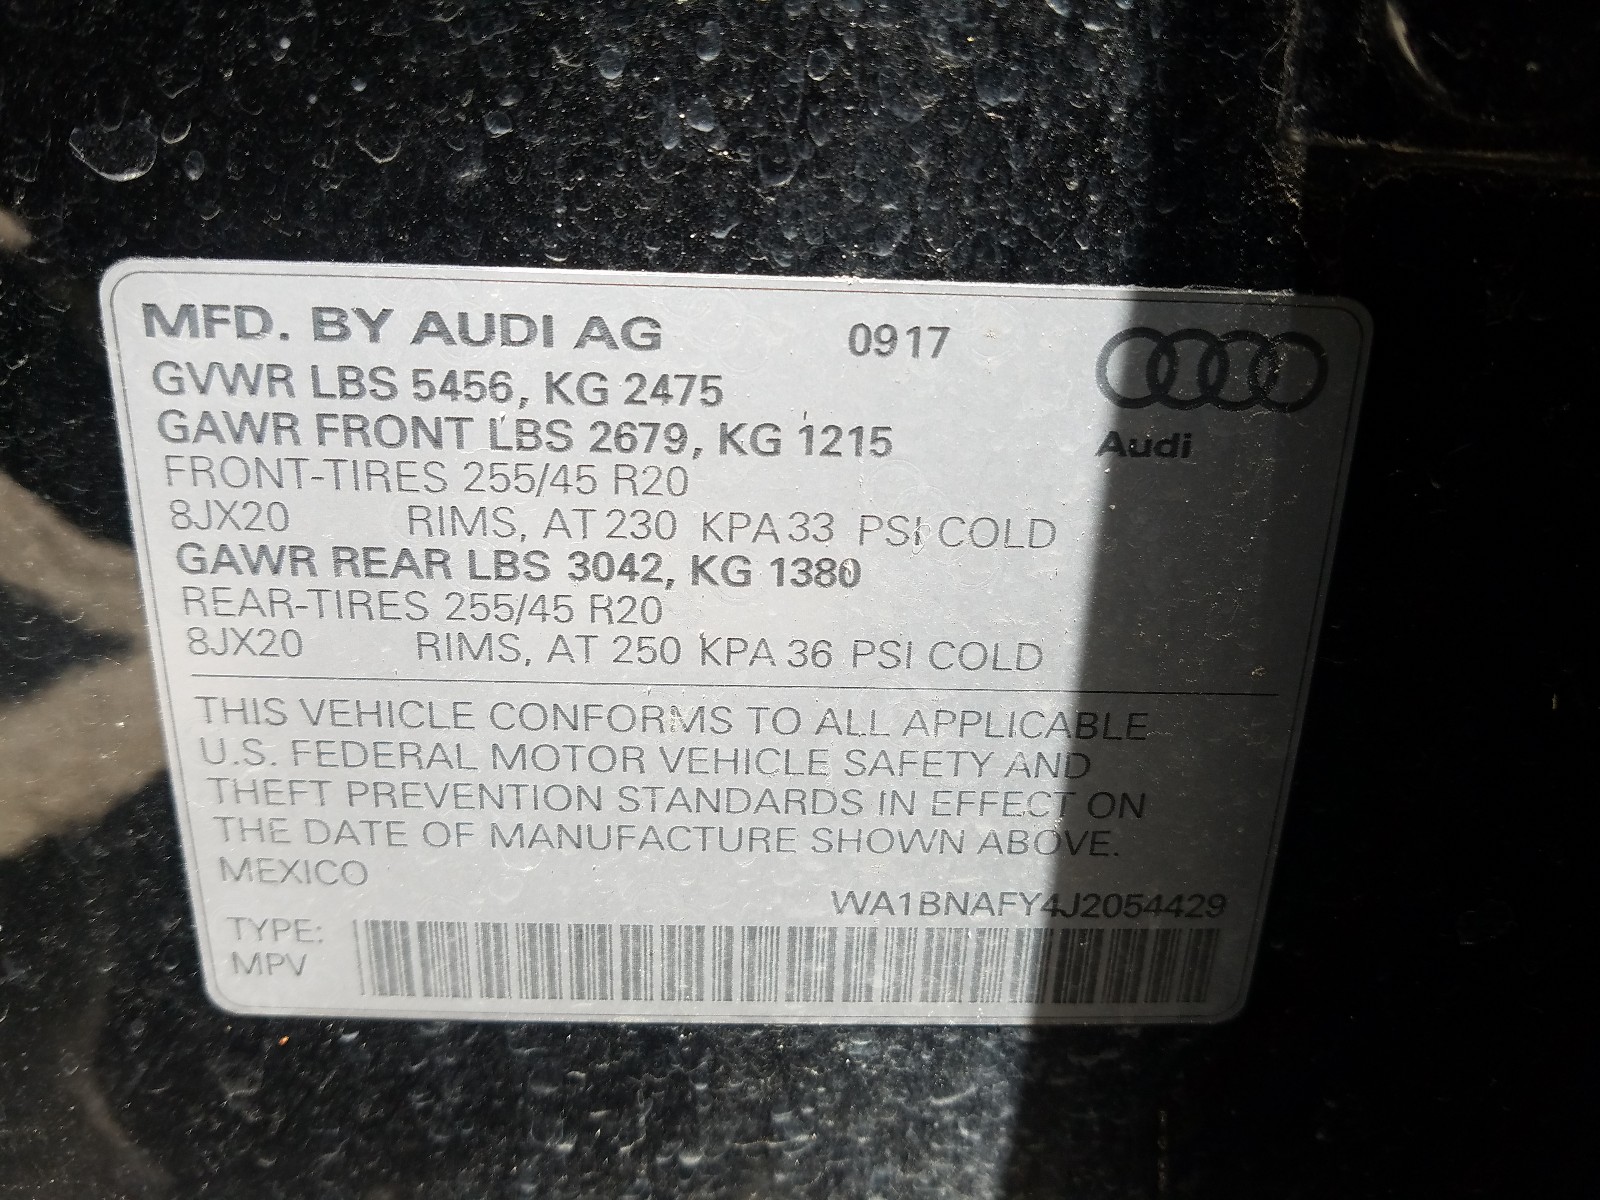 MFD. BY AUDI AG 0917
GVWR LBS 5456, KG 2475
GAWR FRONT LBS 2679, KG 1215
Audi
FRONT-TIRES 255/45 R20
8JX20 RIMS, AT 230 KPA 33 PSI COLD
GAWR REAR LBS 3042, KG 1380
REAR-TIRES 255/45 R20
8JX20 RIMS, AT 250 KPA 36 PSI COLD
THIS VEHICLE CONFORMS TO ALL APPLICABLE
U.S. FEDERAL MOTOR VEHICLE SAFETY AND
THEFT PREVENTION STANDARDS IN EFFECT ON
THE DATE OF MANUFACTURE SHOWN ABOVE.
MEXICO
WA1BNAFY4J2054429
TYPE:
MPV